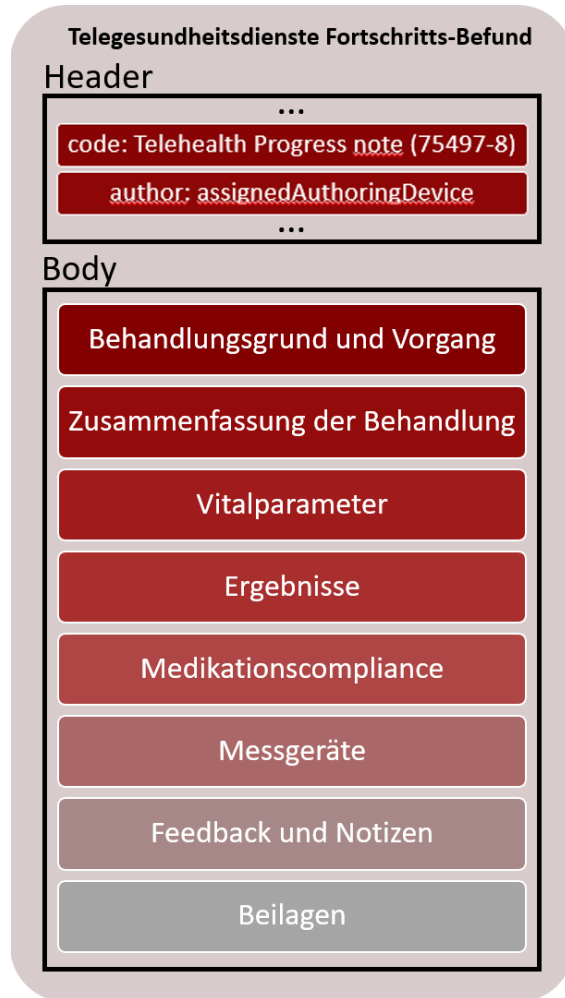 Telegesundheitsdienste Fortschritts-Befund
Header
...
code: Telehealth Progress note (75497-8)
author: assignedAuthoringDevice
...
Body
Behandlungsgrund und Vorgang
Zusammenfassung der Behandlung
Vitalparameter
Ergebnisse
Medikationscompliance
Messgeräte
Feedback und Notizen
Beilagen